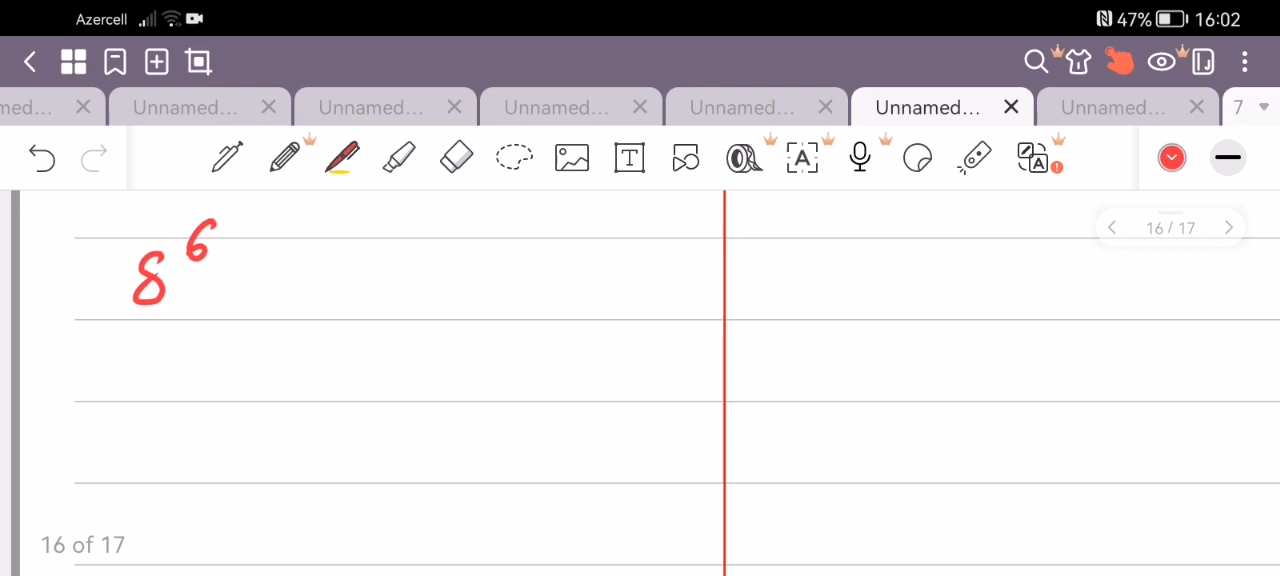 Azercell 47% 16:02
med... Unnamed... Unnamed... Unnamed... Unnamed... Unnamed... Unnamed... 7
T A A
8⁶
16 / 17
16 of 17